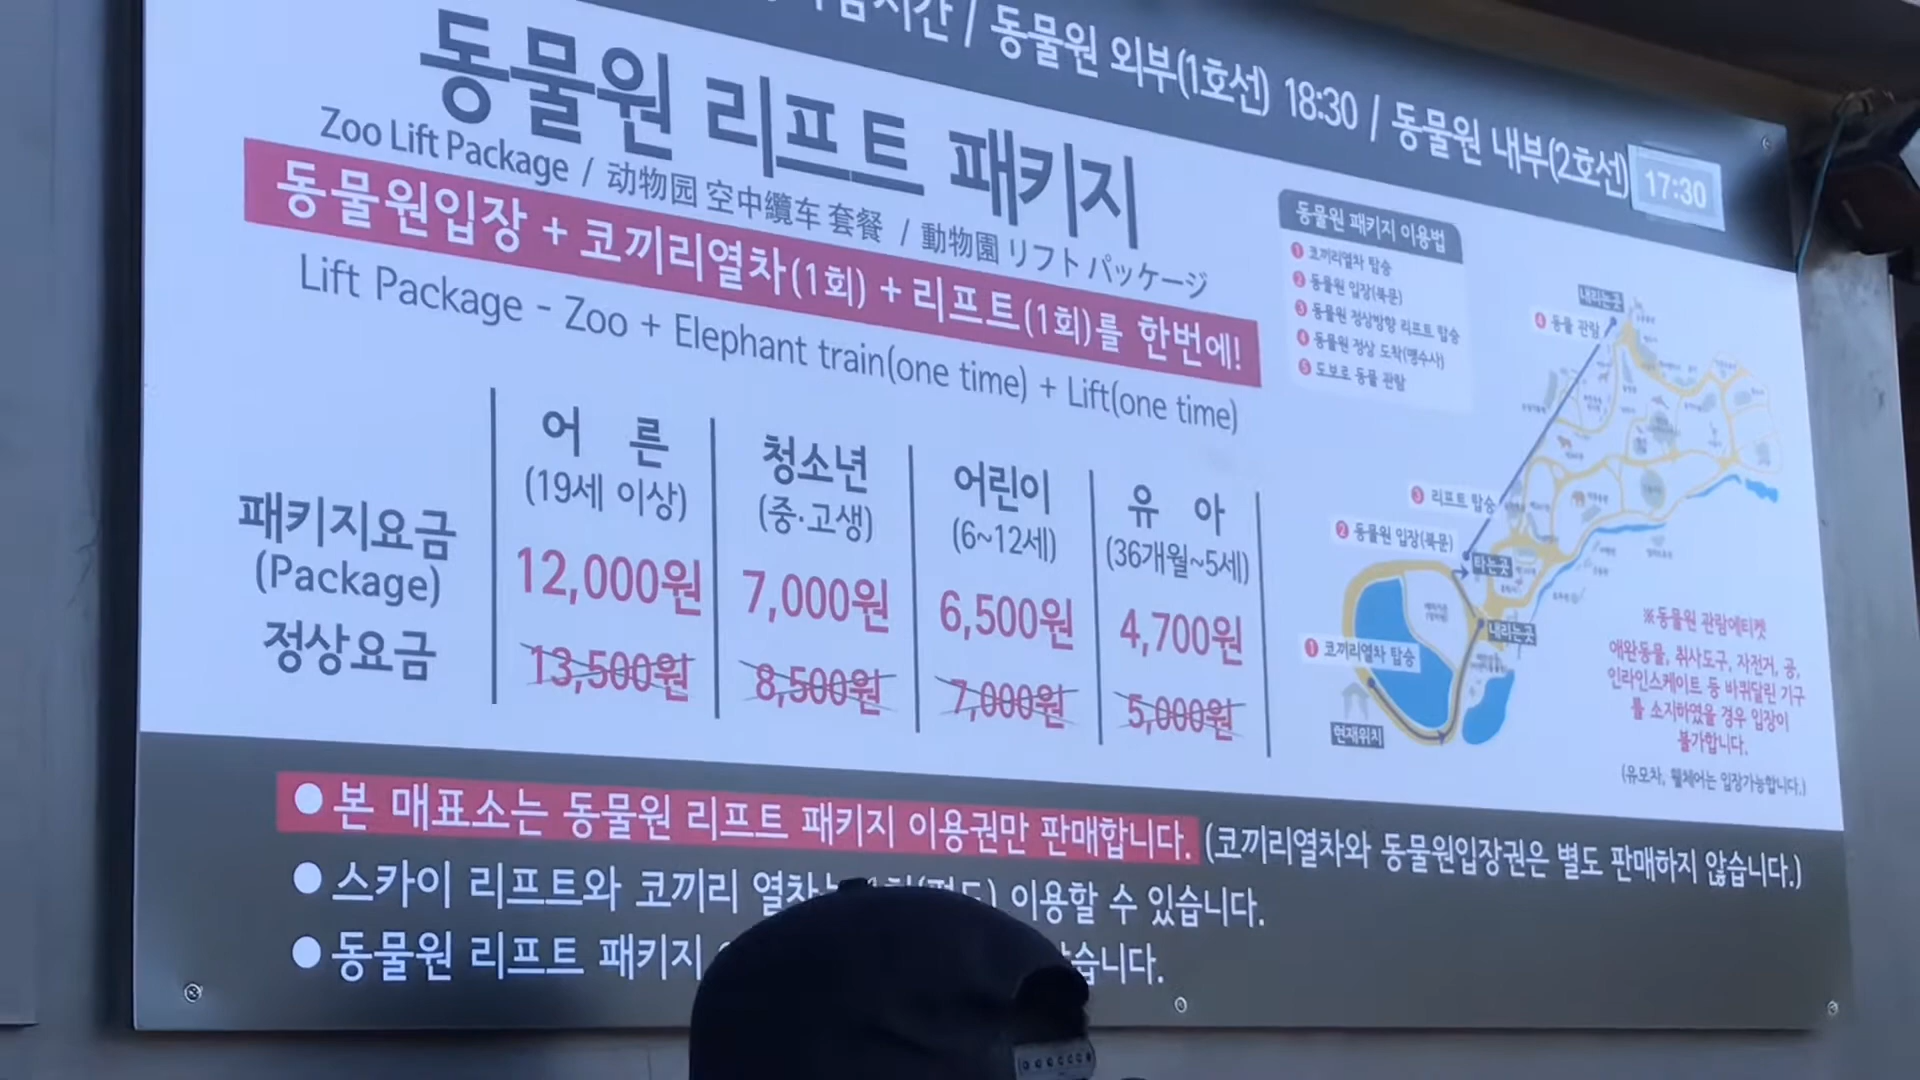 시간 / 동물원 외부(1호선) 18:30 / 동물원 내부(2호선) 17:30
동물원 리프트 패키지
Zoo Lift Package / 动物园 空中纜车 套餐 / 動物園 リフト パッケージ
동물원입장 + 코끼리열차(1회) + 리프트(1회)를 한번에!
Lift Package - Zoo + Elephant train(one time) + Lift(one time)
어 른 청소년 어린이 유 아
(19세 이상) (중·고생) (6~12세) (36개월~5세)
패키지요금 12,000원 7,000원 6,500원 4,700원
(Package)
정상요금 13,500원 8,500원 7,000원 5,000원
동물원 패키지 이용법
1 코끼리열차 탑승
2 동물원 입장(북문)
3 동물원 정상방향 리프트 탑승
4 동물원 정상 도착(맹수사)
5 도보로 동물 관람
내리는곳
4 동물 관람
3 리프트 탑승
2 동물원 입장(북문)
타는곳
내리는곳
1 코끼리열차 탑승
현재위치
※동물원 관람에티켓
애완동물, 취사도구, 자전거, 공,
인라인스케이트 등 바퀴달린 기구
를 소지하였을 경우 입장이
불가합니다.
(유모차, 휠체어는 입장가능합니다.)
● 본 매표소는 동물원 리프트 패키지 이용권만 판매합니다. (코끼리열차와 동물원입장권은 별도 판매하지 않습니다.)
● 스카이 리프트와 코끼리 이용할 수 있습니다.
● 동물원 리프트 패키지